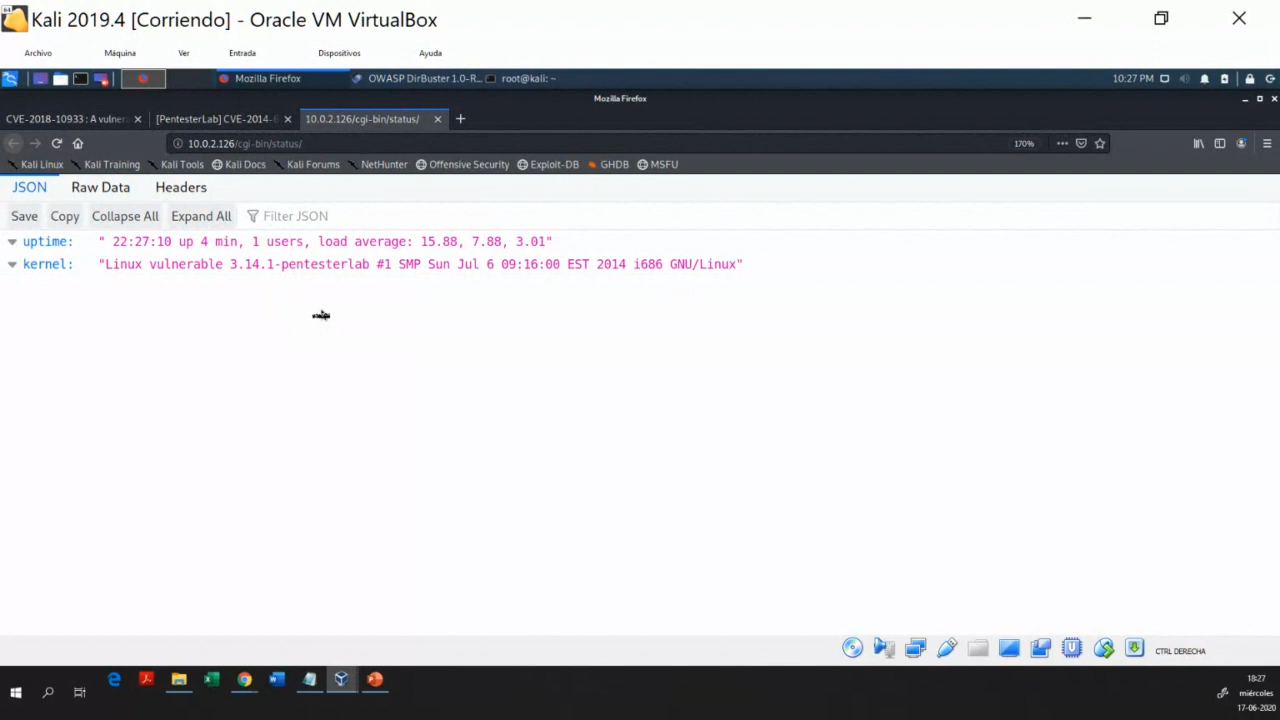 Kali 2019.4 [Corriendo] - Oracle VM VirtualBox
Archivo Máquina Ver Entrada Dispositivos Ayuda
Mozilla Firefox OWASP DirBuster 1.0-R... root@kali: ~ 10:27 PM
Mozilla Firefox
CVE-2018-10933 : A vulnera [PentesterLab] CVE-2014-6 10.0.2.126/cgi-bin/status/
10.0.2.126/cgi-bin/status/ 170%
Kali Linux Kali Training Kali Tools Kali Docs Kali Forums NetHunter Offensive Security Exploit-DB GHDB MSFU
JSON Raw Data Headers
Save Copy Collapse All Expand All Filter JSON
uptime: " 22:27:10 up 4 min, 1 users, load average: 15.88, 7.88, 3.01"
kernel: "Linux vulnerable 3.14.1-pentesterlab #1 SMP Sun Jul 6 09:16:00 EST 2014 i686 GNU/Linux"
CTRL DERECHA
18:27
miércoles
17-06-2020